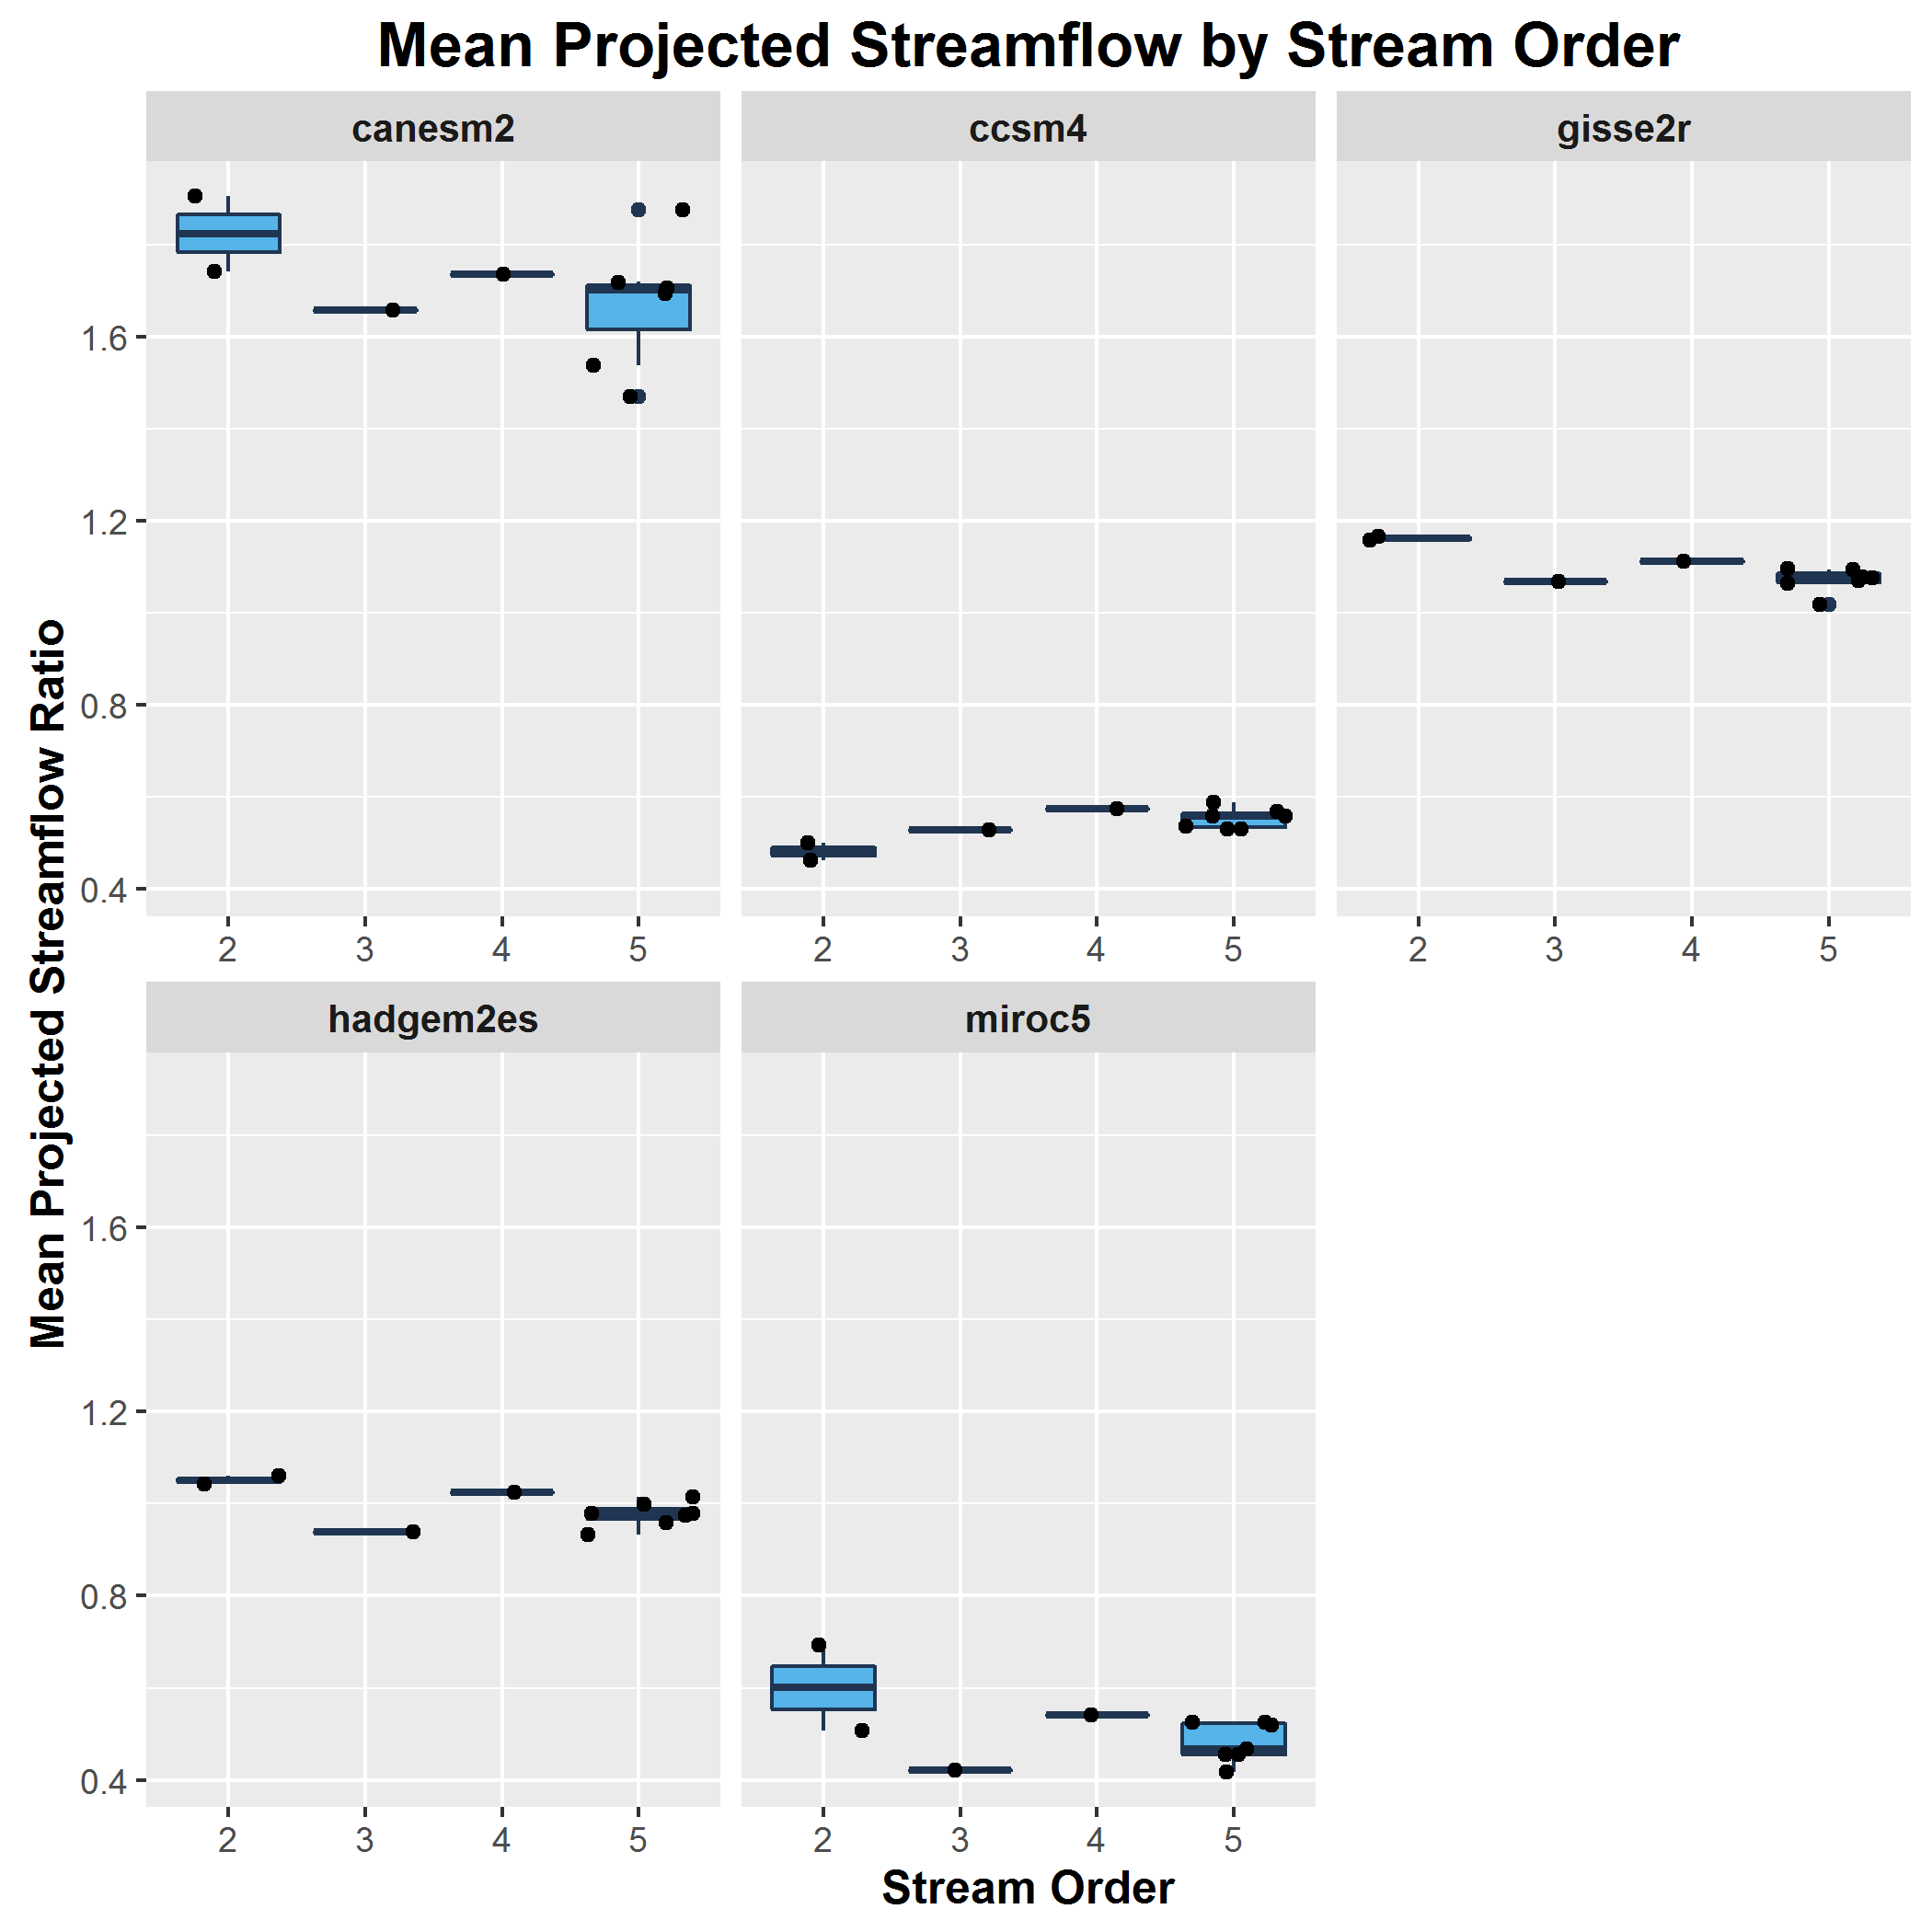 Mean Projected Streamflow by Stream Order
canesm2 ccsm4 gisse2r
1.6
1.2
0.8
0.4
2 3 4 5 2 3 4 5 2 3 4 5
Mean Projected Streamflow Ratio
hadgem2es miroc5
1.6
1.2
0.8
0.4
2 3 4 5 2 3 4 5
Stream Order